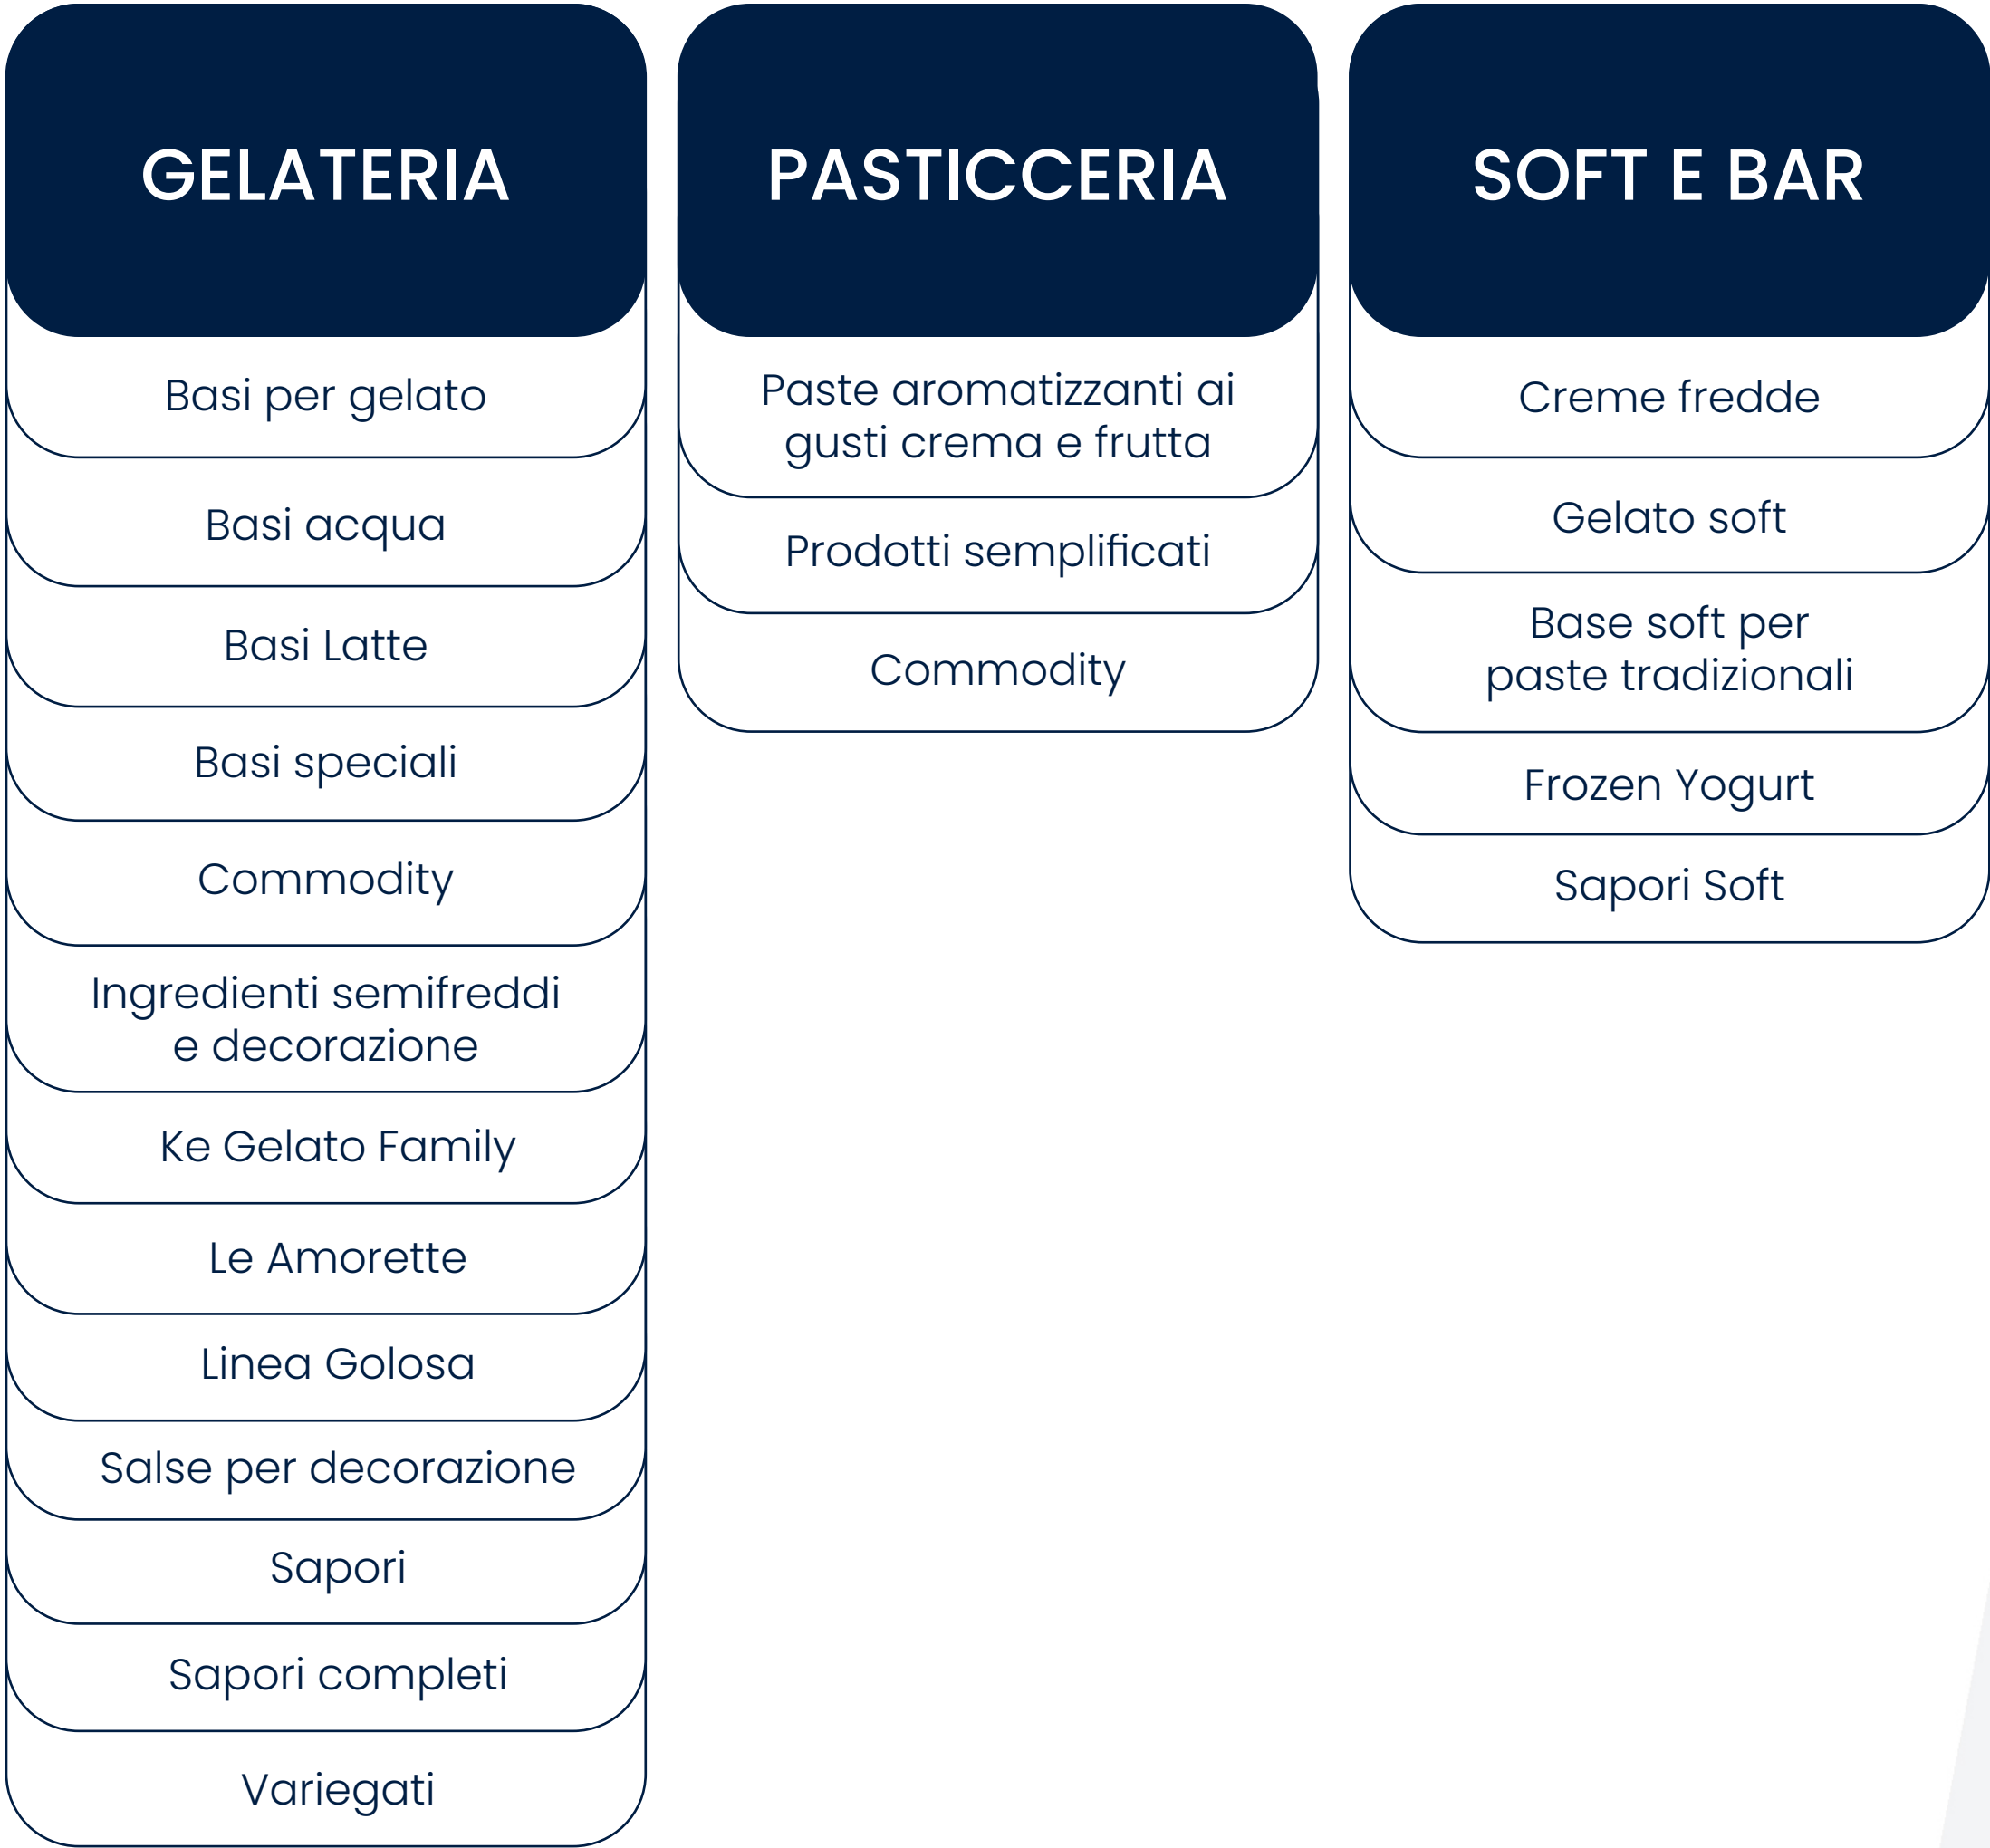 GELATERIA
Basi per gelato
Basi acqua
Basi Latte
Basi speciali
Commodity
Ingredienti semifreddi
e decorazione
Ke Gelato Family
Le Amorette
Linea Golosa
Salse per decorazione
Sapori
Sapori completi
Variegati
PASTICCERIA
Paste aromatizzanti ai
gusti crema e frutta
Prodotti semplificati
Commodity
SOFT E BAR
Creme fredde
Gelato soft
Base soft per
paste tradizionali
Frozen Yogurt
Sapori Soft